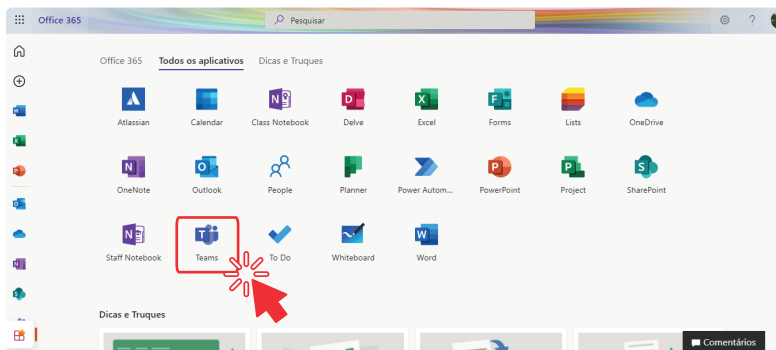 Office 365
Pesquisar
?
Office 365 Todos os aplicativos Dicas e Truques
Atlassian Calendar Class Notebook Delve Excel Forms Lists OneDrive
OneNote Outlook People Planner Power Autom... PowerPoint Project SharePoint
Staff Notebook Teams To Do Whiteboard Word
Dicas e Truques
Comentários